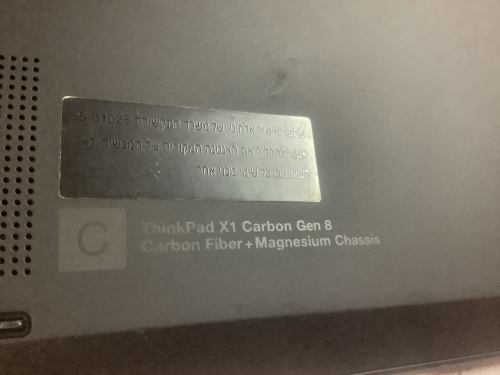 מספר אישור אלחוטי של משרד התקשורת 55-01025
אסור להחליף את האנטנה המקורית של המכשיר ,ולא
לעשות בו כל שינוי טכני אחר
C
ThinkPad X1 Carbon Gen 8
Carbon Fiber+Magnesium Chassis